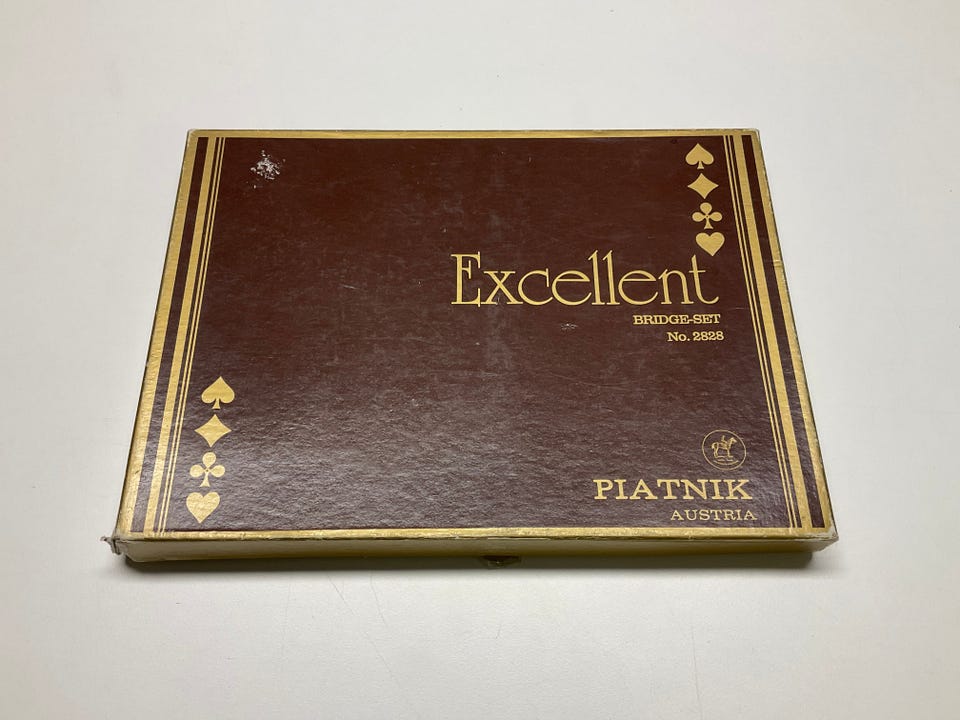 Excellent
BRIDGE-SET
No. 2828
PIATNIK
AUSTRIA